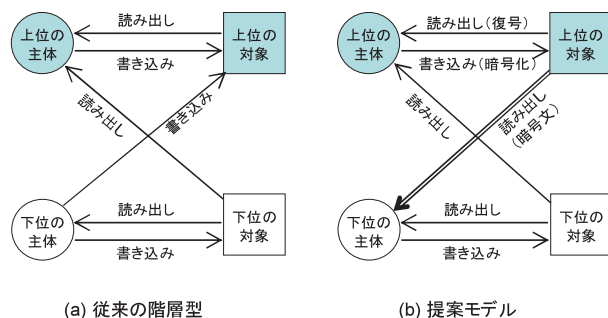 上位の
主体
読み出し
書き込み
上位の
対象
書き込み
読み出し
下位の
主体
読み出し
書き込み
下位の
対象
(a) 従来の階層型
上位の
主体
読み出し(復号)
書き込み(暗号化)
上位の
対象
読み出し
読み出し
(暗号文)
下位の
主体
読み出し
書き込み
下位の
対象
(b) 提案モデル